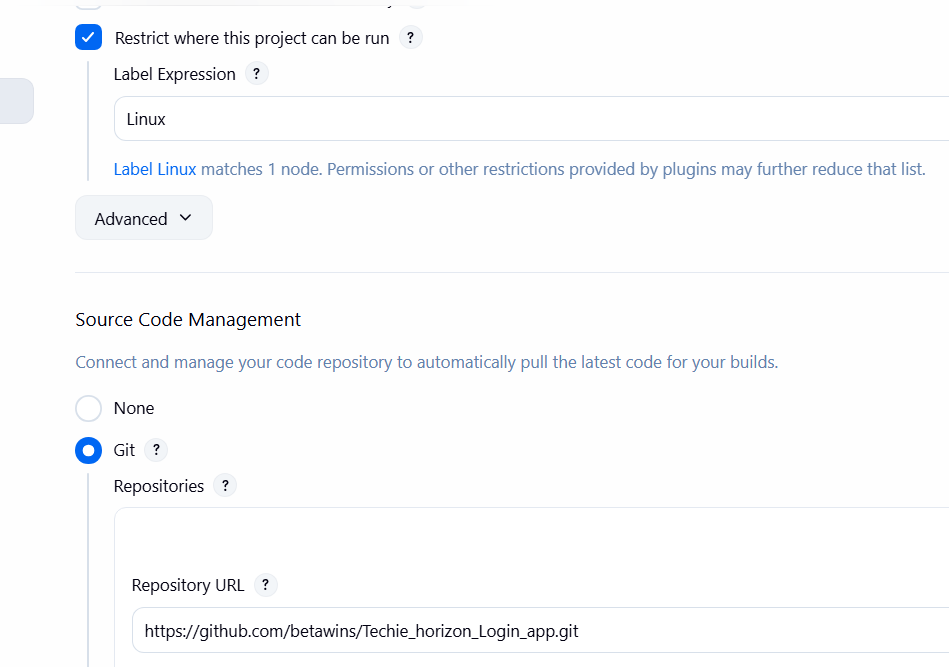 Restrict where this project can be run ?
Label Expression ?
Linux
Label Linux matches 1 node. Permissions or other restrictions provided by plugins may further reduce that list.
Advanced
Source Code Management
Connect and manage your code repository to automatically pull the latest code for your builds.
None
Git ?
Repositories ?
Repository URL ?
https://github.com/betawins/Techie_horizon_Login_app.git